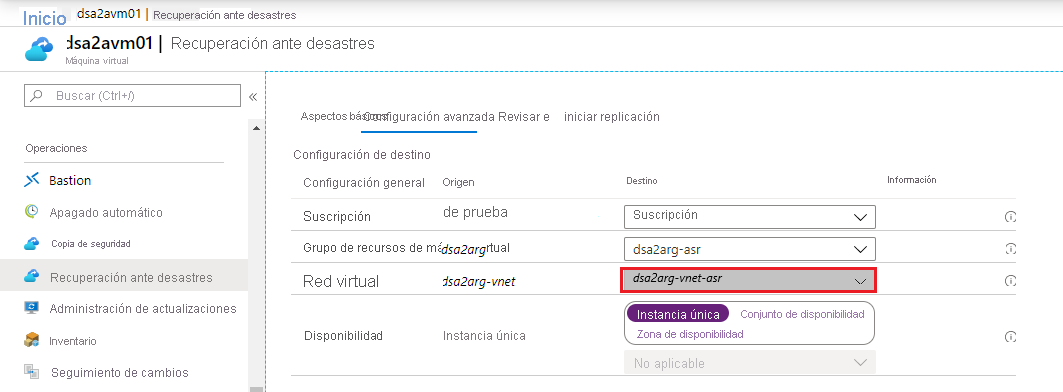 Inicio dsa2avm01 | Recuperación ante desastres
dsa2avm01 | Recuperación ante desastres
Máquina virtual
Buscar (Ctrl+/) «
Operaciones
Bastion
Apagado automático
Copia de seguridad
Recuperación ante desastres
Administración de actualizaciones
Inventario
Seguimiento de cambios
Aspectos básicos Configuración avanzada Revisar e iniciar replicación
Configuración de destino
Configuración general Origen Destino Información
Suscripción de prueba Suscripción
Grupo de recursos de máquina virtual dsa2arg dsa2arg-asr
Red virtual dsa2arg-vnet dsa2arg-vnet-asr
Disponibilidad Instancia única Instancia única Conjunto de disponibilidad
Zona de disponibilidad
No aplicable